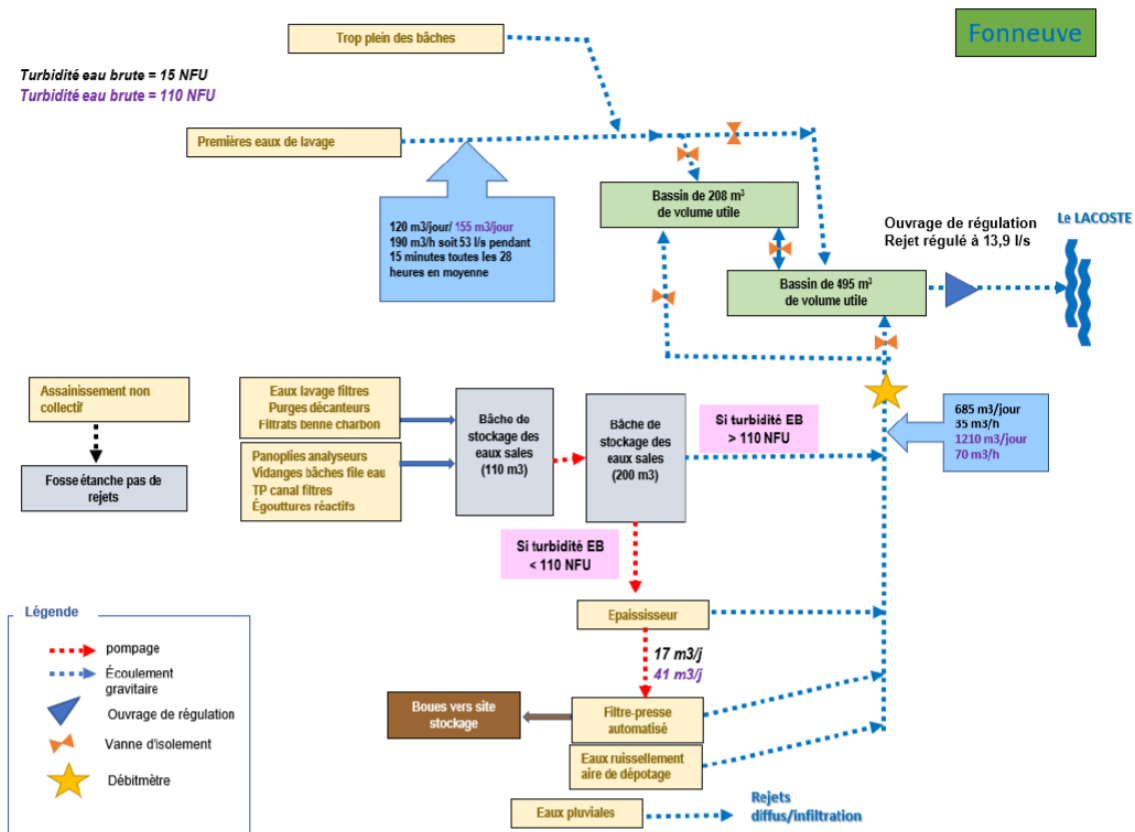 Trop plein des bâches
Fonneuve
Turbidité eau brute = 15 NFU
Turbidité eau brute = 110 NFU
Premières eaux de lavage
120 m3/jour/ 155 m3/jour
190 m3/h soit 53 l/s pendant
15 minutes toutes les 28
heures en moyenne
Bassin de 208 m³
de volume utile
Ouvrage de régulation
Rejet régulé à 13,9 l/s
Le LACOSTE
Bassin de 495 m³
de volume utile
Assainissement non
collectif
Fosse étanche pas de
rejets
Eaux lavage filtres
Purges décanteurs
Filtrats benne charbon
Panoplies analyseurs
Vidanges bâches file eau
TP canal filtres
Égouttures réactifs
Bâche de
stockage des
eaux sales
(110 m3)
Bâche de
stockage des
eaux sales
(200 m3)
Si turbidité EB
> 110 NFU
685 m3/jour
35 m3/h
1210 m3/jour
70 m3/h
Si turbidité EB
< 110 NFU
Epaississeur
17 m3/j
41 m3/j
Boues vers site
stockage
Filtre-presse
automatisé
Eaux ruissellement
aire de dépotage
Eaux pluviales
Rejets
diffus/infiltration
Légende
pompage
Écoulement
gravitaire
Ouvrage de régulation
Vanne d'isolement
Débitmètre